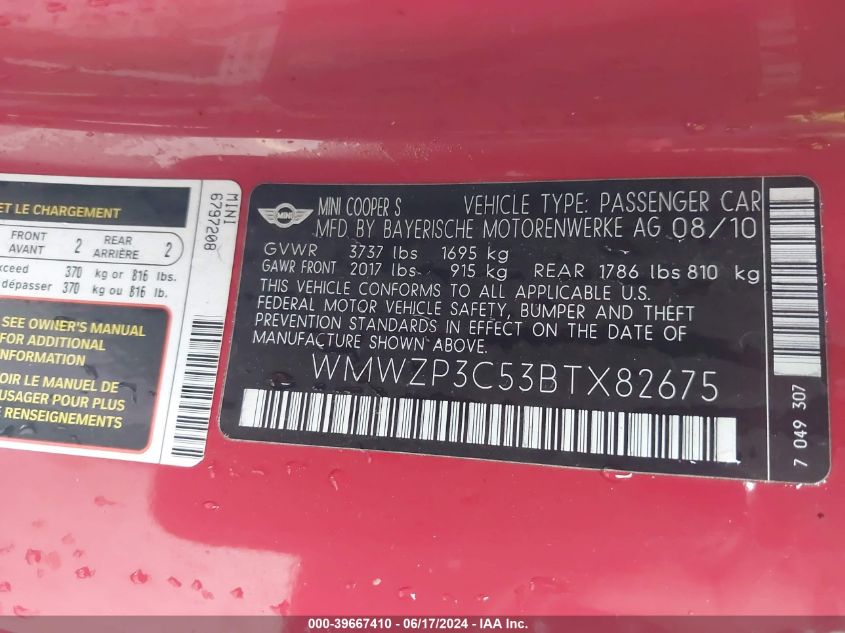 ET LE CHARGEMENT
FRONT AVANT 2 REAR ARRIÈRE 2
xceed 370 kg or 816 lbs.
dépasser 370 kg ou 816 lb.
SEE OWNER'S MANUAL
FOR ADDITIONAL
INFORMATION
OIR LE MANUEL DE
USAGER POUR PLUS
E RENSEIGNEMENTS
MINI
6797208
MINI
MINI COOPER S VEHICLE TYPE: PASSENGER CAR
MFD. BY BAYERISCHE MOTORENWERKE AG 08/10
GVWR 3737 lbs 1695 kg
GAWR FRONT 2017 lbs- 915 kg REAR 1786 lbs 810 kg
THIS VEHICLE CONFORMS TO ALL APPLICABLE U.S.
FEDERAL MOTOR VEHICLE SAFETY, BUMPER AND THEFT
PREVENTION STANDARDS IN EFFECT ON THE DATE OF
MANUFACTURE SHOWN ABOVE.
WMWZP3C53BTX82675
7 049 307
000-39667410 - 06/17/2024 - IAA, Inc.